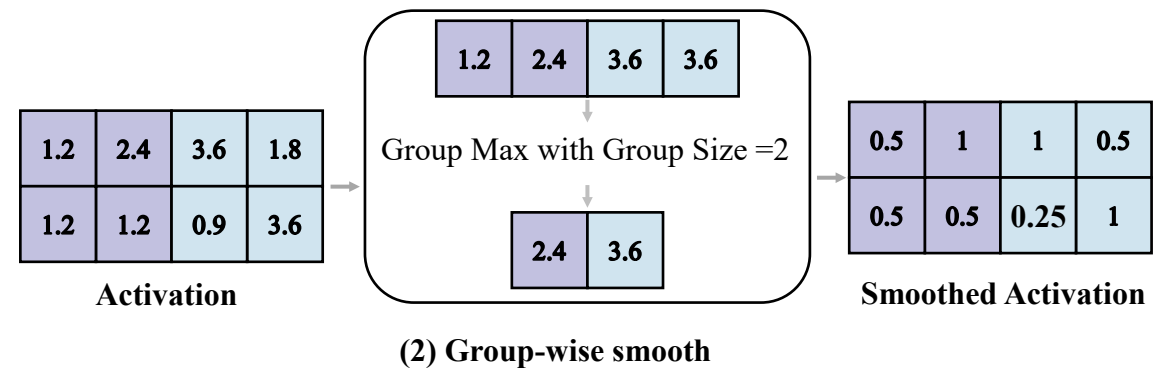 1.2 2.4 3.6 1.8
1.2 1.2 0.9 3.6
Activation
1.2 2.4 3.6 3.6
Group Max with Group Size =2
2.4 3.6
0.5 1 1 0.5
0.5 0.5 0.25 1
Smoothed Activation
(2) Group-wise smooth